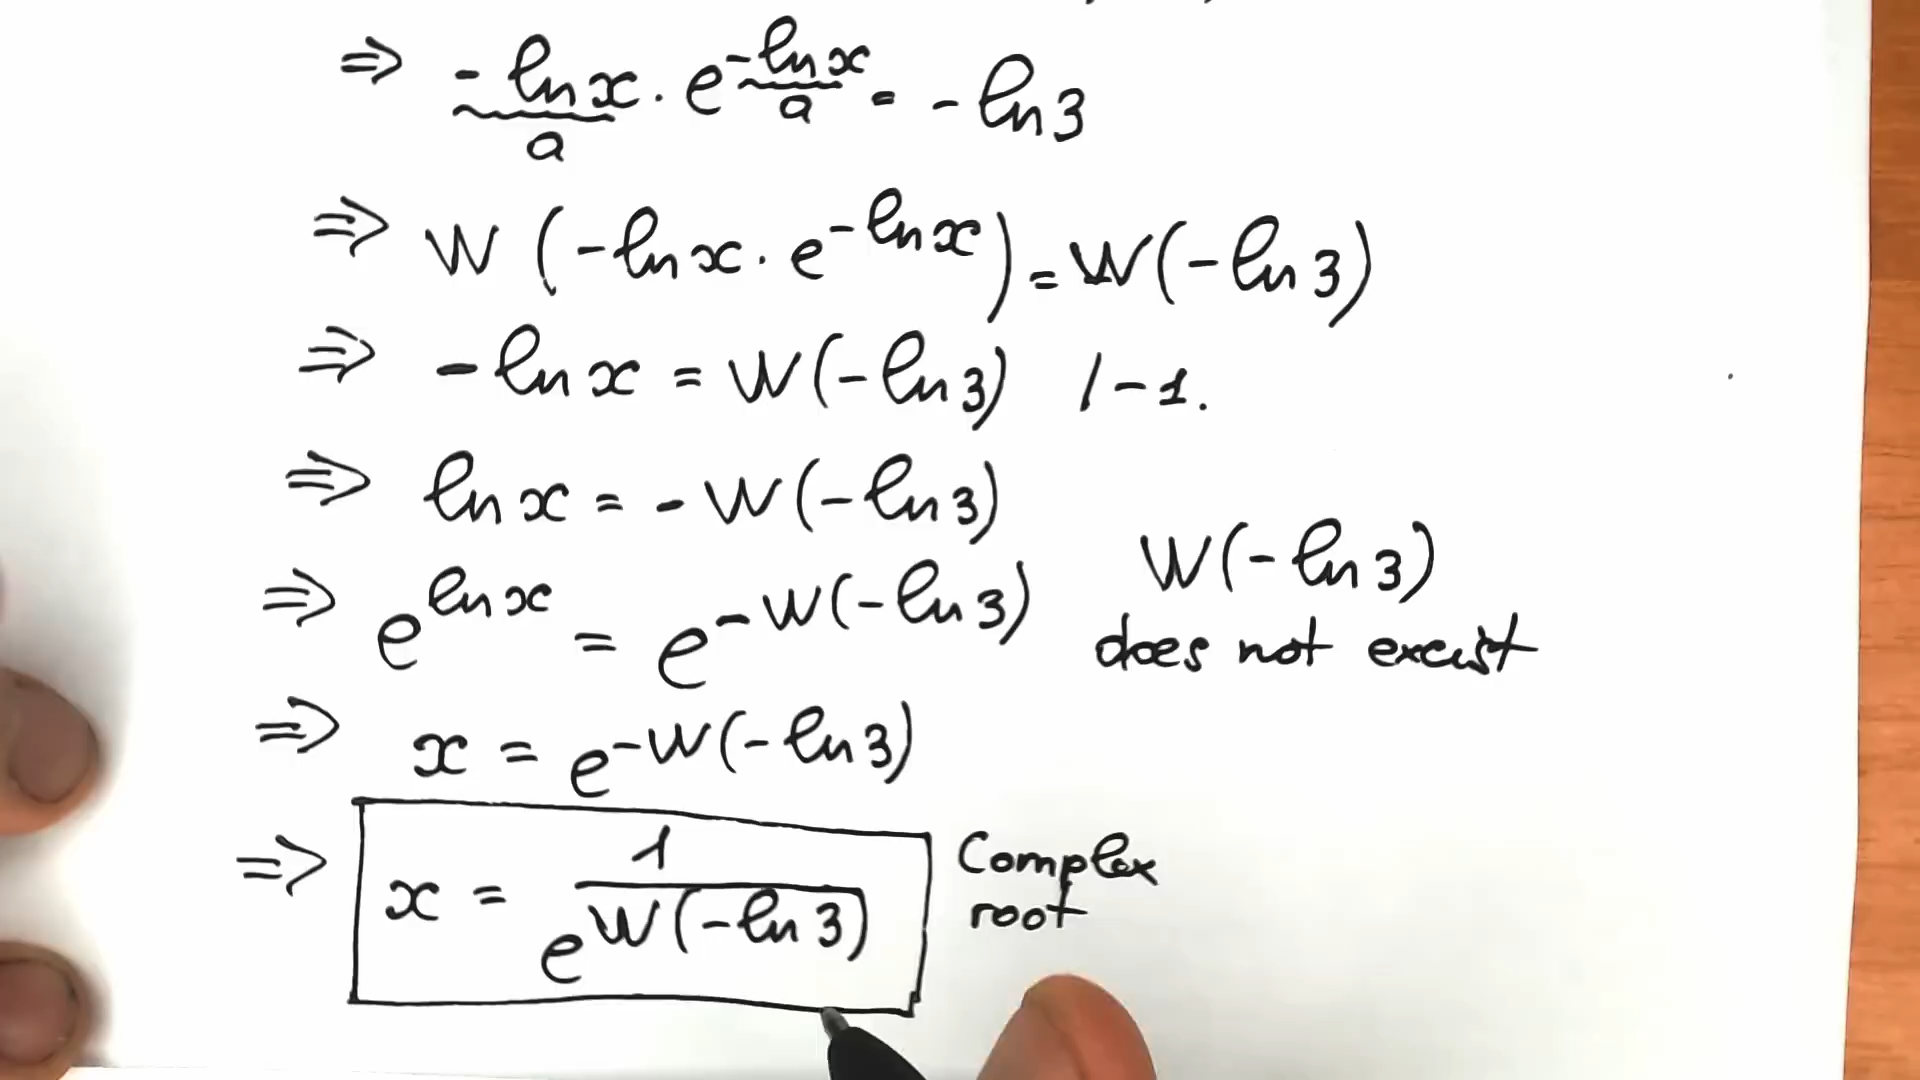 ⇒ -ln x · e^(-ln x) = -ln 3
a a
⇒ W (-ln x · e^(-ln x)) = W(-ln 3)
⇒ -ln x = W(-ln 3) / -1.
⇒ ln x = -W(-ln 3)
⇒ e^(ln x) = e^(-W(-ln 3))
W(-ln 3)
does not excist
⇒ x = e^(-W(-ln 3))
⇒ x = 1 / e^(W(-ln 3))
Complex
root